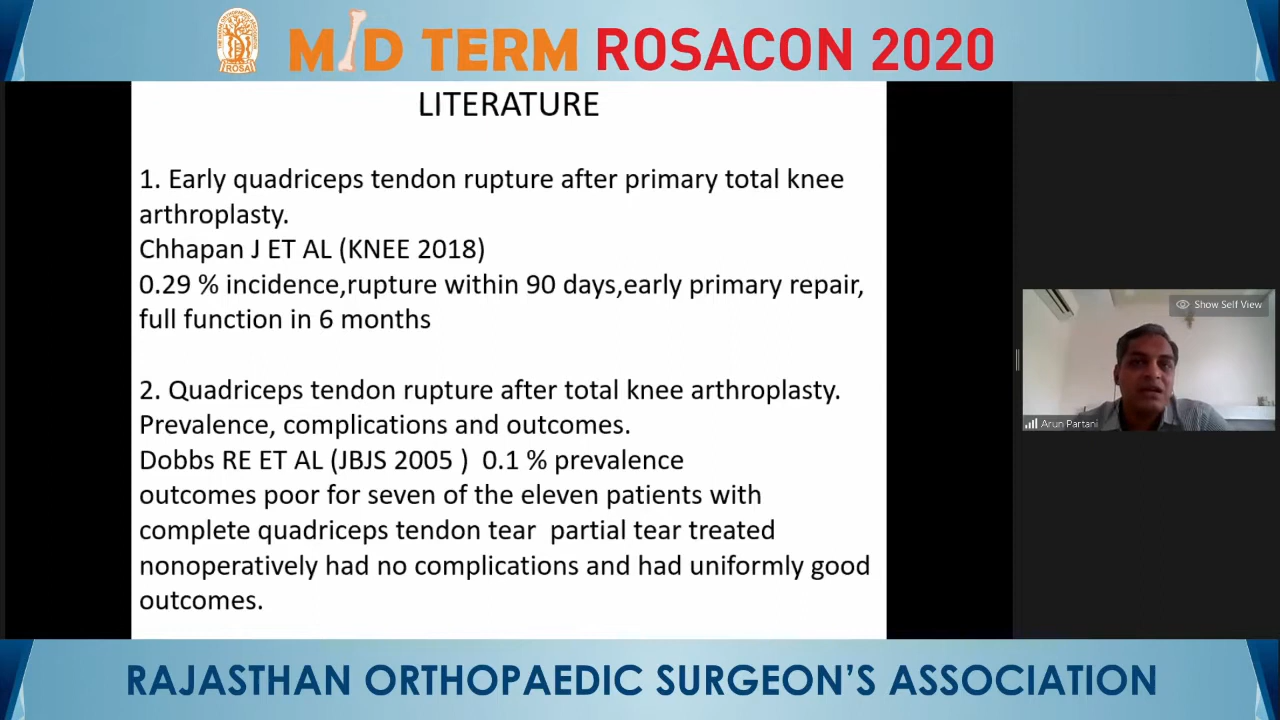 MID TERM ROSACON 2020
ROSA
LITERATURE
1. Early quadriceps tendon rupture after primary total knee
arthroplasty.
Chhapan J ET AL (KNEE 2018)
0.29 % incidence,rupture within 90 days,early primary repair,
full function in 6 months
2. Quadriceps tendon rupture after total knee arthroplasty.
Prevalence, complications and outcomes.
Dobbs RE ET AL (JBJS 2005 ) 0.1 % prevalence
outcomes poor for seven of the eleven patients with
complete quadriceps tendon tear partial tear treated
nonoperatively had no complications and had uniformly good
outcomes.
Show Self View
Arun Partani
RAJASTHAN ORTHOPAEDIC SURGEON’S ASSOCIATION